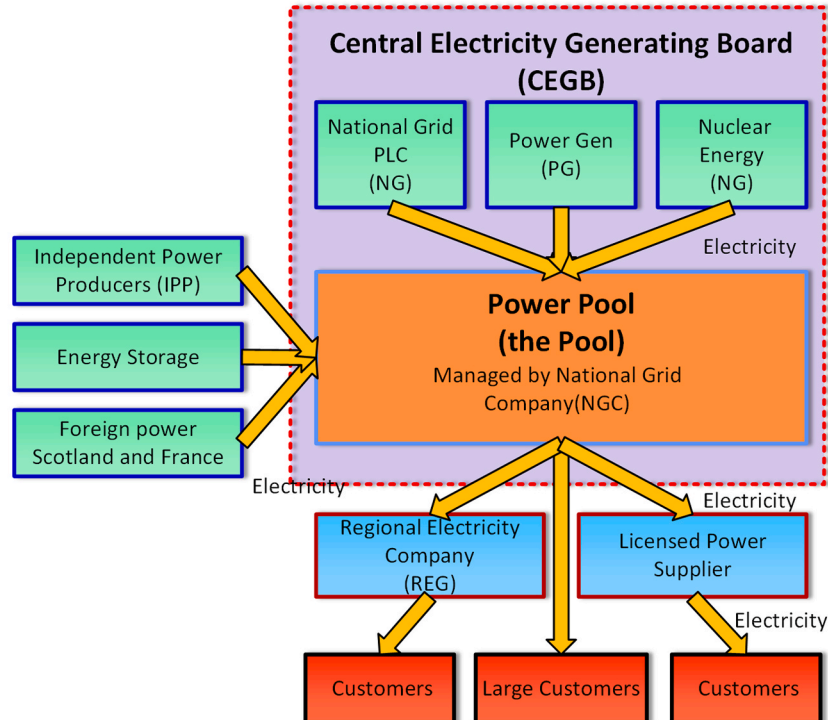 Central Electricity Generating Board
(CEGB)
National Grid
PLC
(NG)
Power Gen
(PG)
Nuclear
Energy
(NG)
Electricity
Independent Power
Producers (IPP)
Energy Storage
Foreign power
Scotland and France
Power Pool
(the Pool)
Managed by National Grid
Company(NGC)
Electricity
Electricity
Regional Electricity
Company
(REG)
Licensed Power
Supplier
Electricity
Customers
Large Customers
Customers